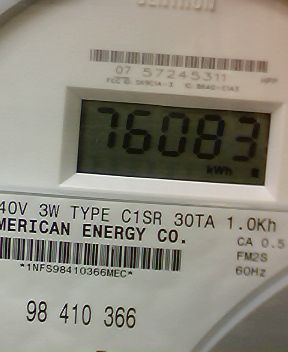 CENTRON
07 57245311
76083
kWh
40V 3W TYPE C1SR 30TA 1.0Kh
MERICAN ENERGY CO.
CA 0.5
FM2S
*1NFS98410366MEC*
60Hz
98 410 366